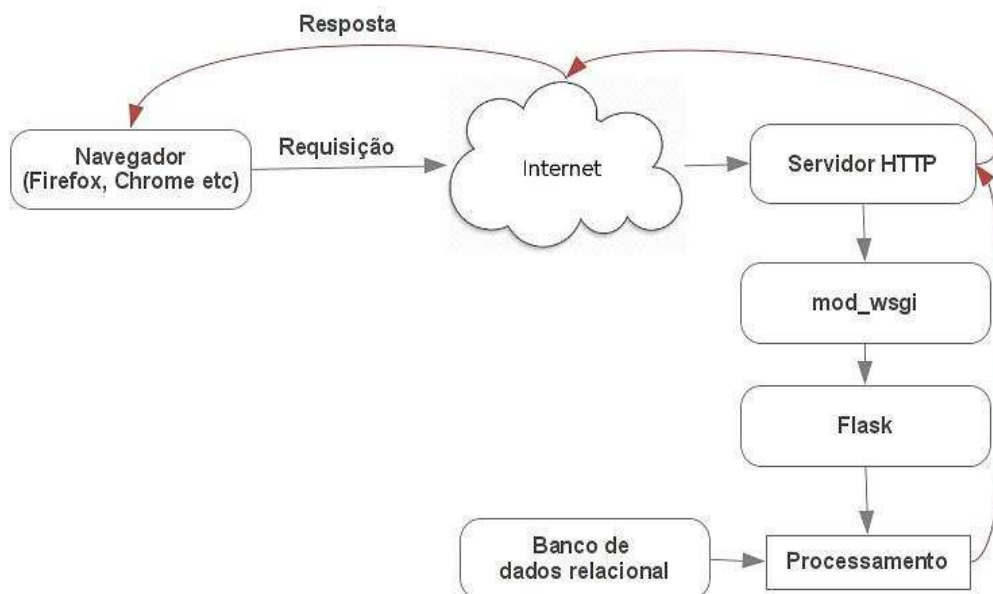 Resposta
Navegador
(Firefox, Chrome etc)
Requisição
Internet
Servidor HTTP
mod_wsgi
Flask
Banco de
dados relacional
Processamento